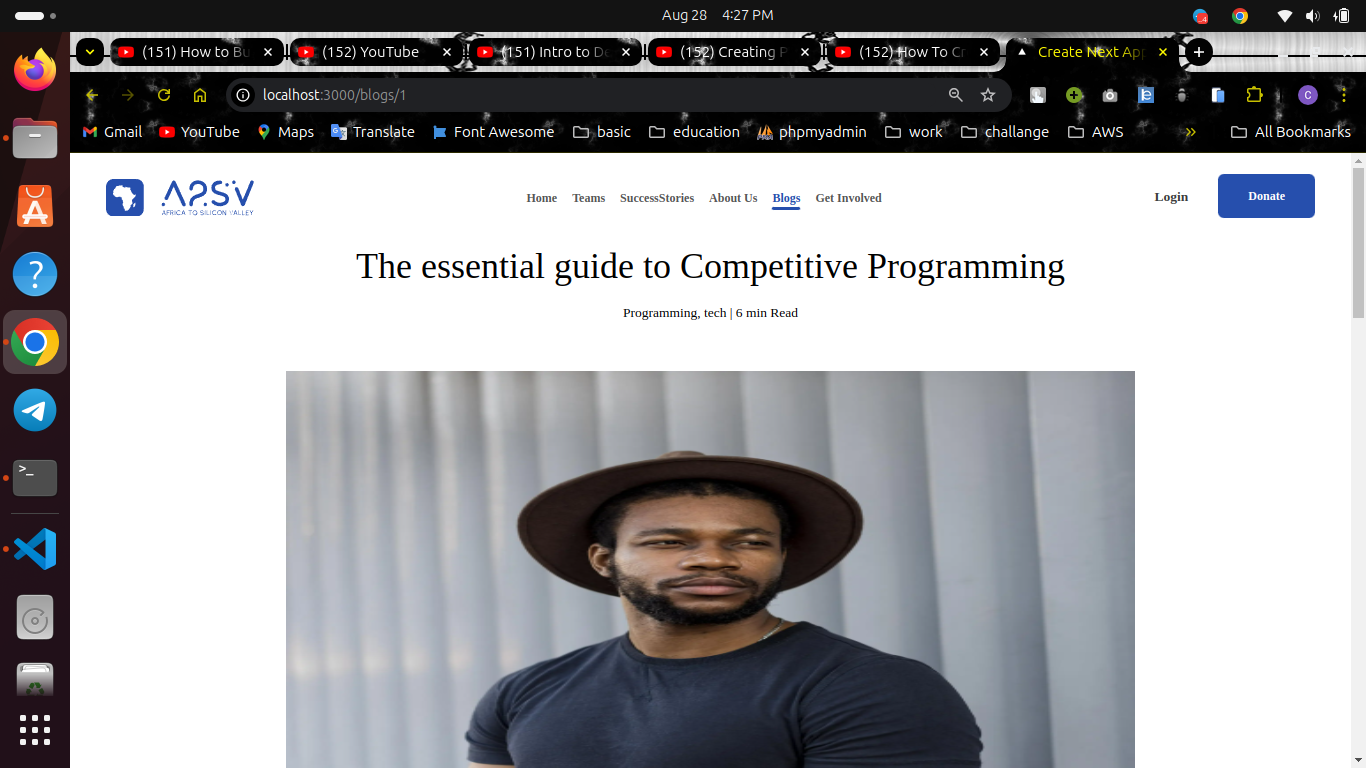 Aug 28 4:27 PM
(151) How to Bu
(152) YouTube
(151) Intro to De
(152) Creating P
(152) How To Cr
Create Next App
localhost:3000/blogs/1
C
Gmail
YouTube
Maps
Translate
Font Awesome
basic
education
phpmyadmin
work
challange
AWS
»
All Bookmarks
APSV
AFRICA TO SILICON VALLEY
Home
Teams
SuccessStories
About Us
Blogs
Get Involved
Login
Donate
The essential guide to Competitive Programming
Programming, tech | 6 min Read